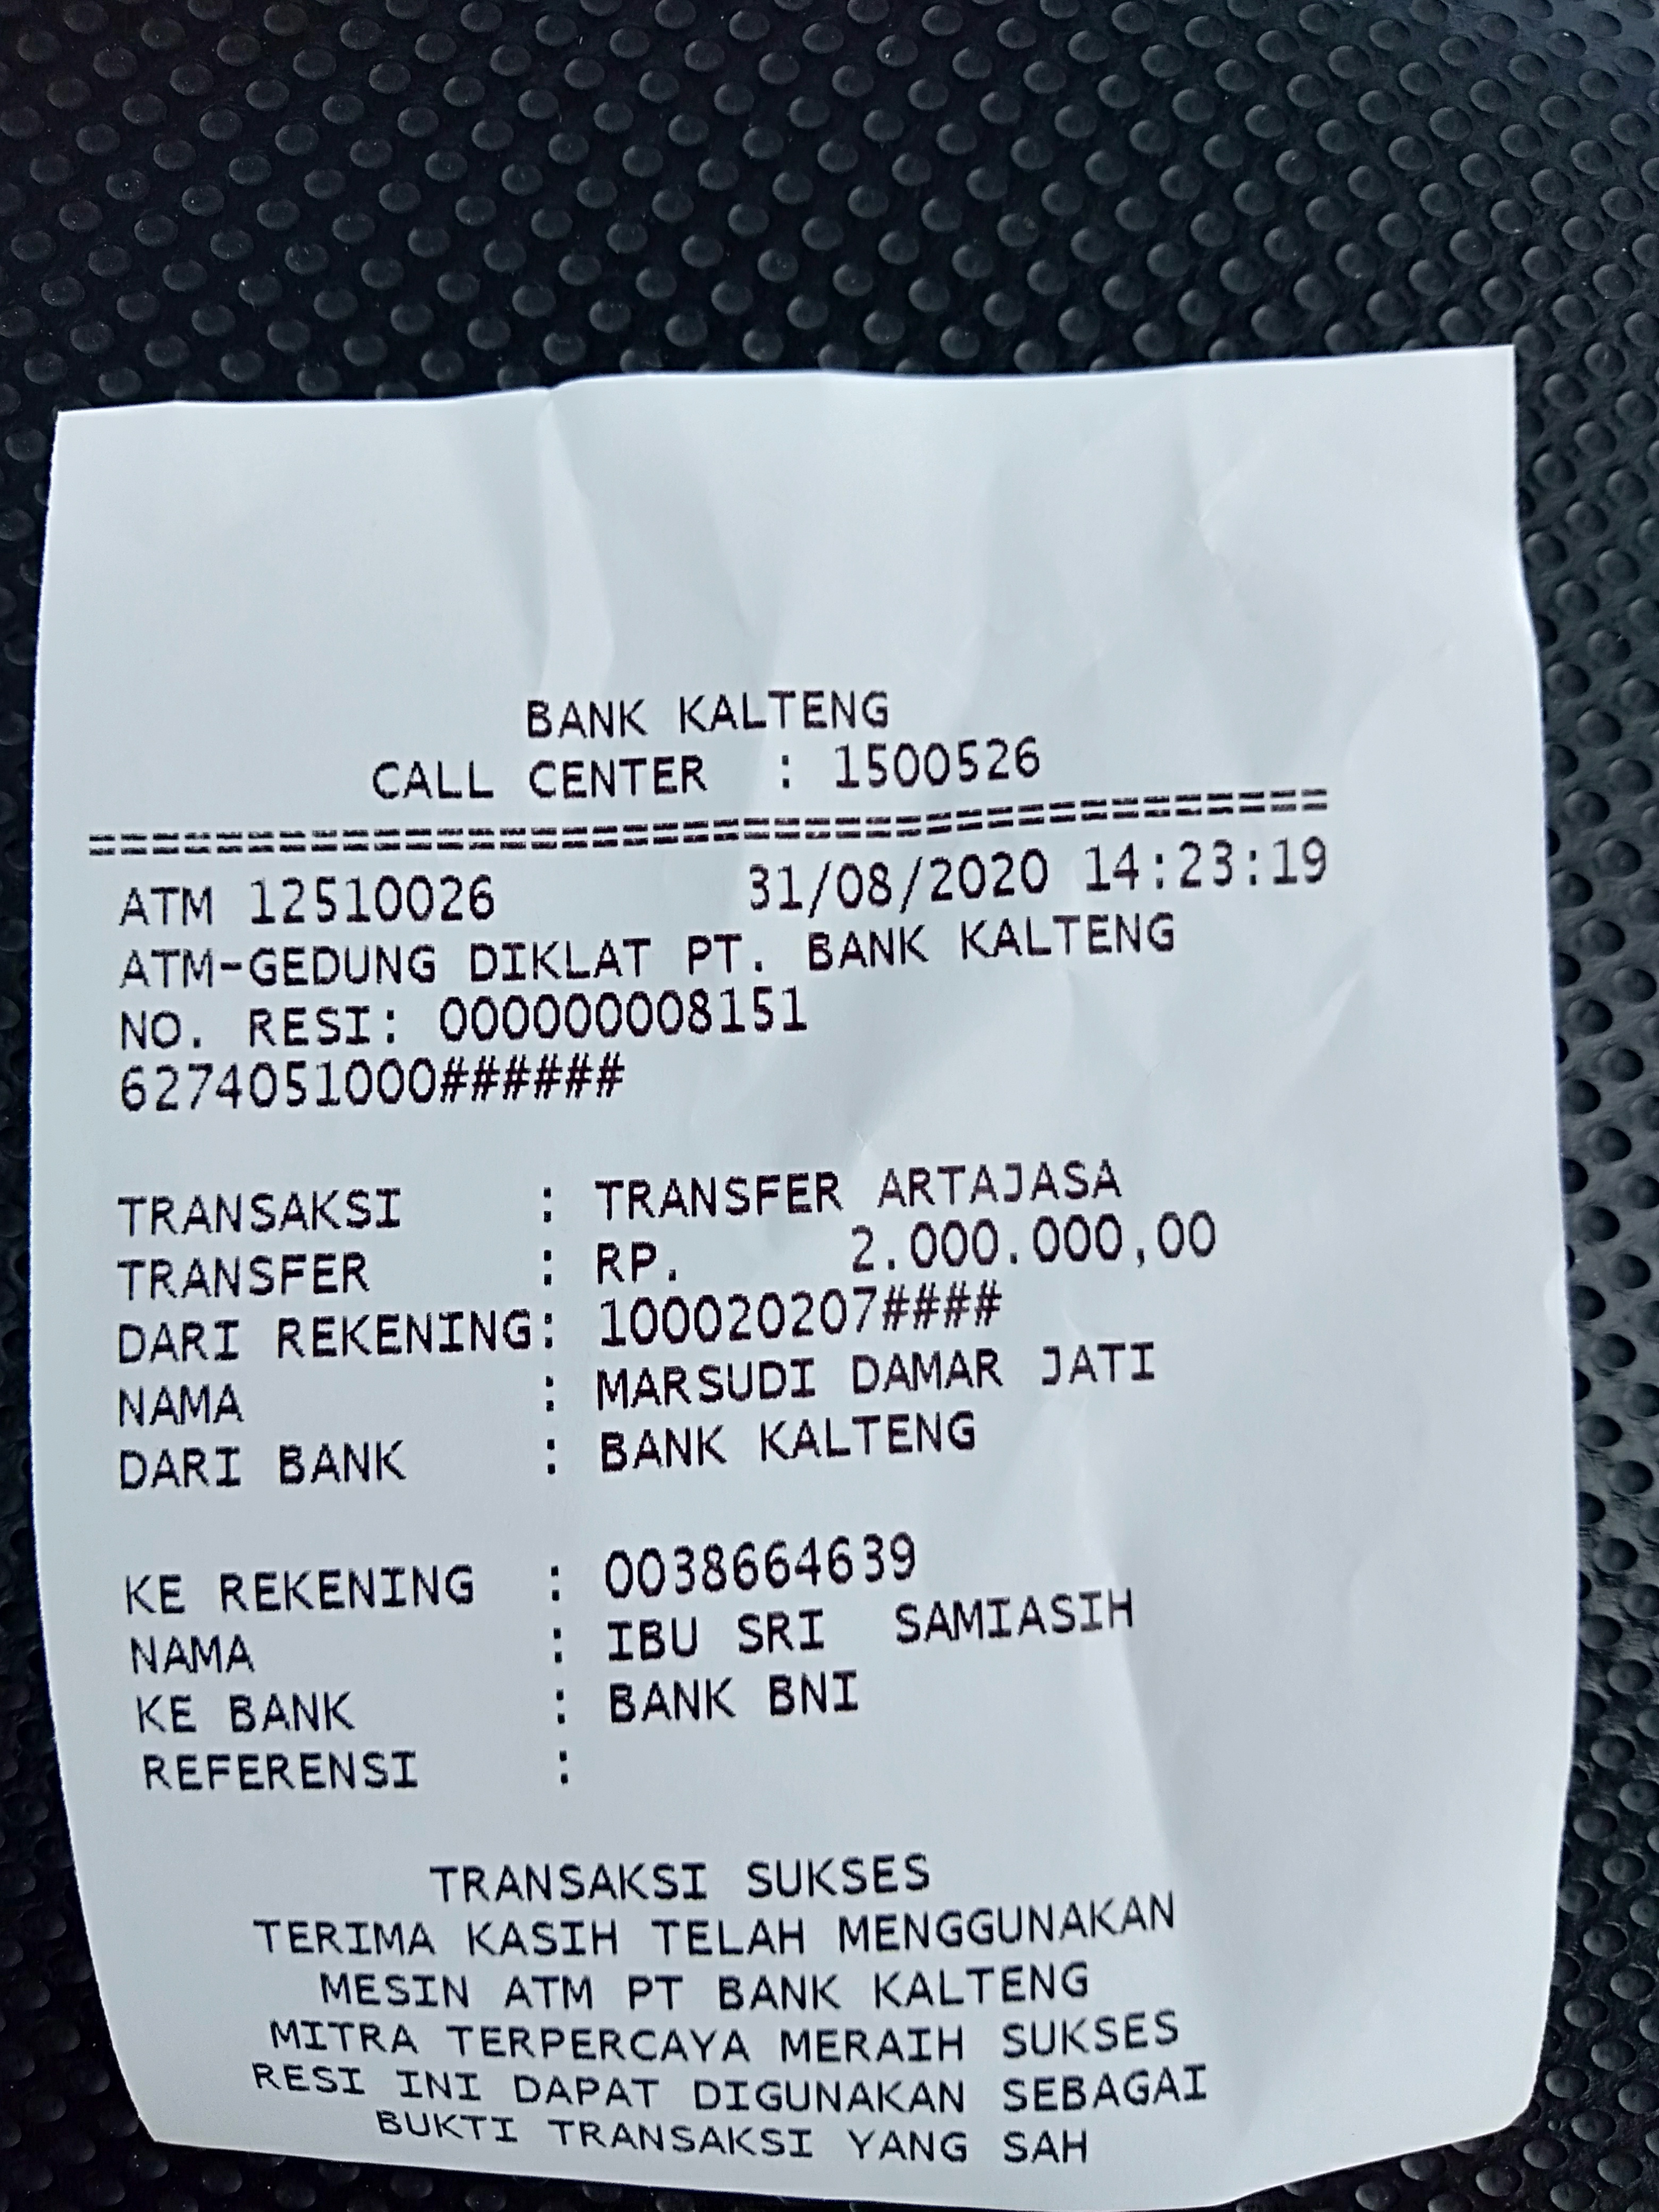 BANK KALTENG
CALL CENTER : 1500526
========================================
ATM 12510026 31/08/2020 14:23:19
ATM-GEDUNG DIKLAT PT. BANK KALTENG
NO. RESI: 000000008151
6274051000######
TRANSAKSI : TRANSFER ARTAJASA
TRANSFER : RP. 2.000.000,00
DARI REKENING: 100020207####
NAMA : MARSUDI DAMAR JATI
DARI BANK : BANK KALTENG
KE REKENING : 0038664639
NAMA : IBU SRI SAMIASIH
KE BANK : BANK BNI
REFERENSI :
TRANSAKSI SUKSES
TERIMA KASIH TELAH MENGGUNAKAN
MESIN ATM PT BANK KALTENG
MITRA TERPERCAYA MERAIH SUKSES
RESI INI DAPAT DIGUNAKAN SEBAGAI
BUKTI TRANSAKSI YANG SAH